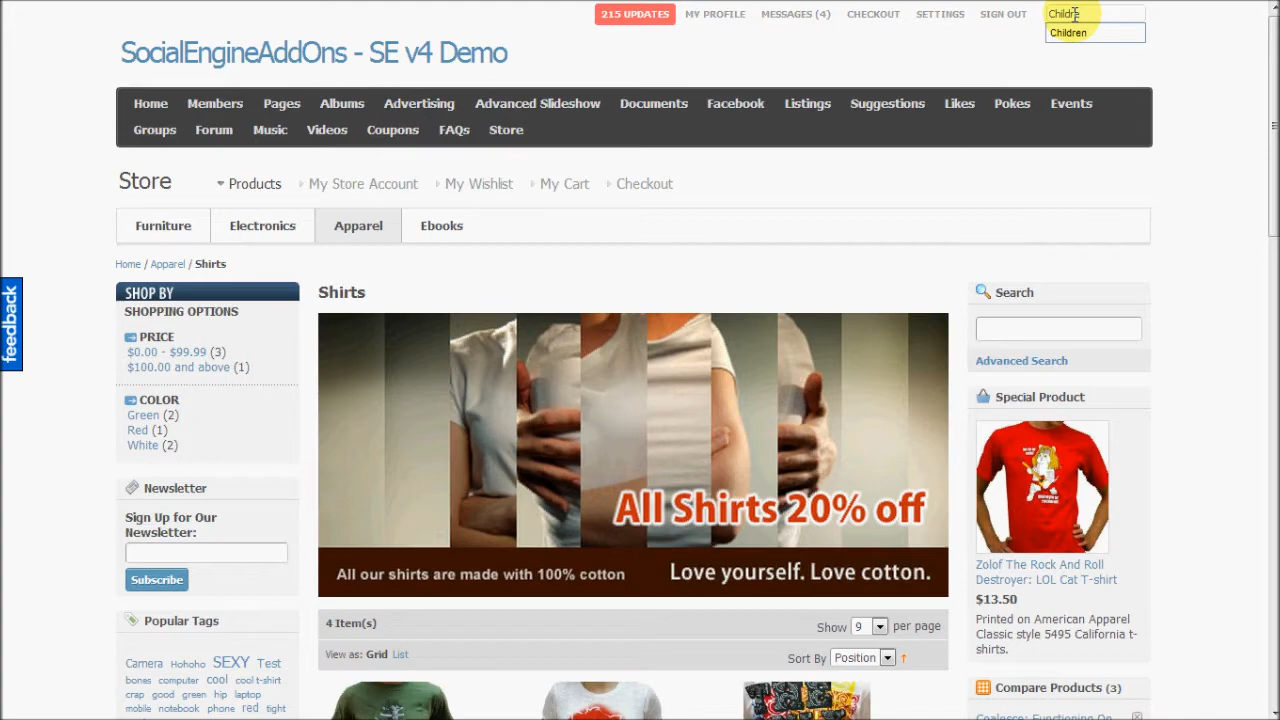 215 UPDATES MY PROFILE MESSAGES (4) CHECKOUT SETTINGS SIGN OUT Childre
Children
SocialEngineAddOns - SE v4 Demo
Home Members Pages Albums Advertising Advanced Slideshow Documents Facebook Listings Suggestions Likes Pokes Events
Groups Forum Music Videos Coupons FAQs Store
Store Products My Store Account My Wishlist My Cart Checkout
Furniture Electronics Apparel Ebooks
Home / Apparel / Shirts
feedback
SHOP BY
SHOPPING OPTIONS
PRICE
$0.00 - $99.99 (3)
$100.00 and above (1)
COLOR
Green (2)
Red (1)
White (2)
Newsletter
Sign Up for Our
Newsletter:
Subscribe
Popular Tags
Camera Hohoho SEXY Test
bones computer cool cool t-shirt
crap good green hip laptop
mobile notebook phone red tight
Shirts
All Shirts 20% off
All our shirts are made with 100% cotton
Love yourself. Love cotton.
4 Item(s)
Show 9 per page
View as: Grid List
Sort By Position
Search
Advanced Search
Special Product
Zolof The Rock And Roll
Destroyer: LOL Cat T-shirt
$13.50
Printed on American Apparel
Classic style 5495 California t-
shirts.
Compare Products (3)
Coalesce: Functioning On